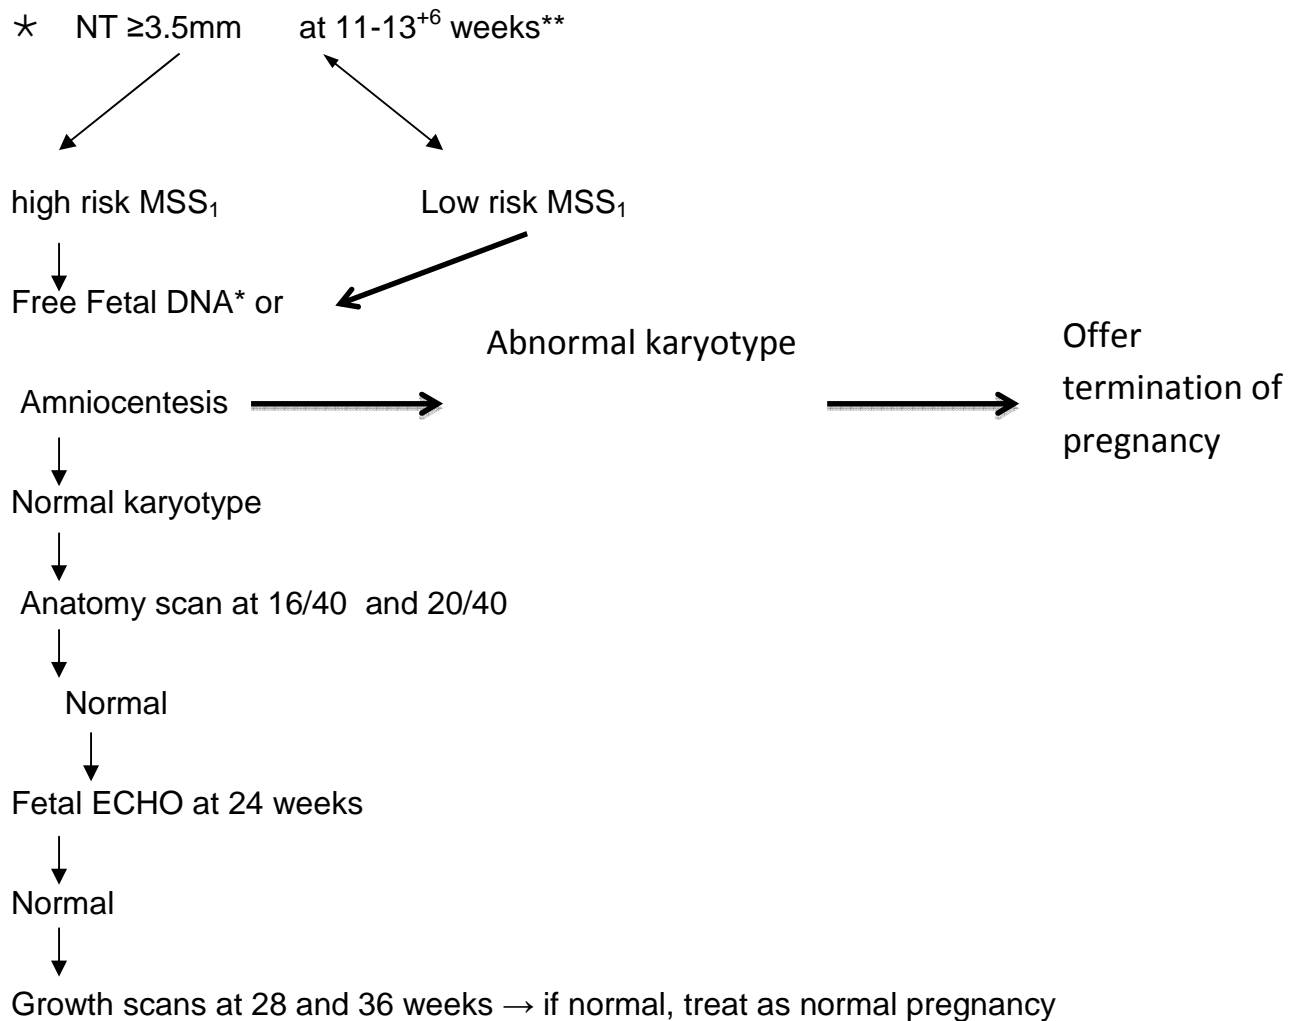 ✳ NT ≥3.5mm at 11-13⁺⁶ weeks**
high risk MSS₁ Low risk MSS₁
Free Fetal DNA* or
Abnormal karyotype
Offer
termination of
pregnancy
Amniocentesis
Normal karyotype
Anatomy scan at 16/40 and 20/40
Normal
Fetal ECHO at 24 weeks
Normal
Growth scans at 28 and 36 weeks → if normal, treat as normal pregnancy